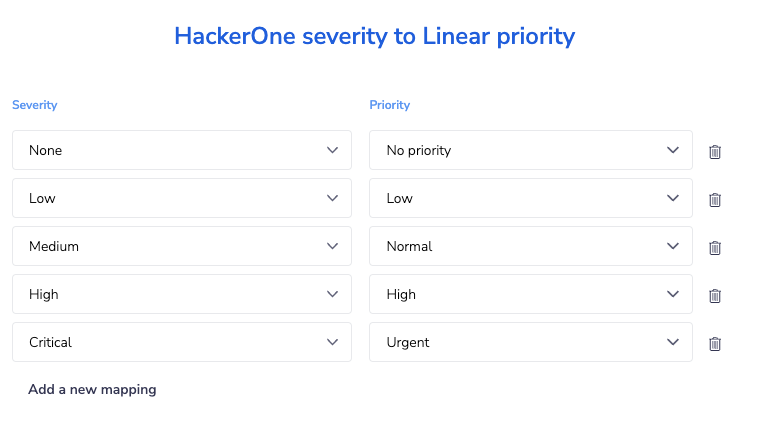 HackerOne severity to Linear priority
Severity Priority
None No priority
Low Low
Medium Normal
High High
Critical Urgent
Add a new mapping